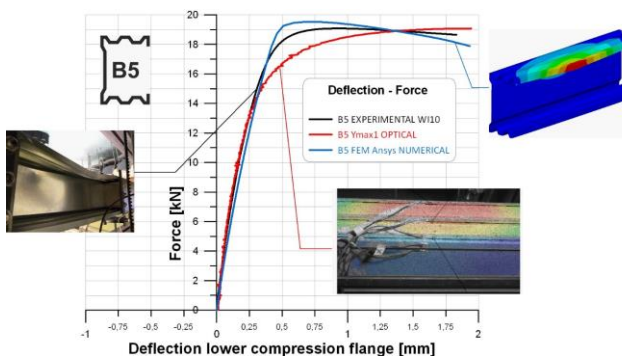 B5
Deflection - Force
B5 EXPERIMENTAL WI10
B5 Ymax1 OPTICAL
B5 FEM Ansys NUMERICAL
Force [kN]
20
18
16
14
12
10
8
6
4
2
0
-1 -0,75 -0,5 -0,25 0 0,25 0,5 0,75 1 1,25 1,5 1,75 2
Deflection lower compression flange [mm]